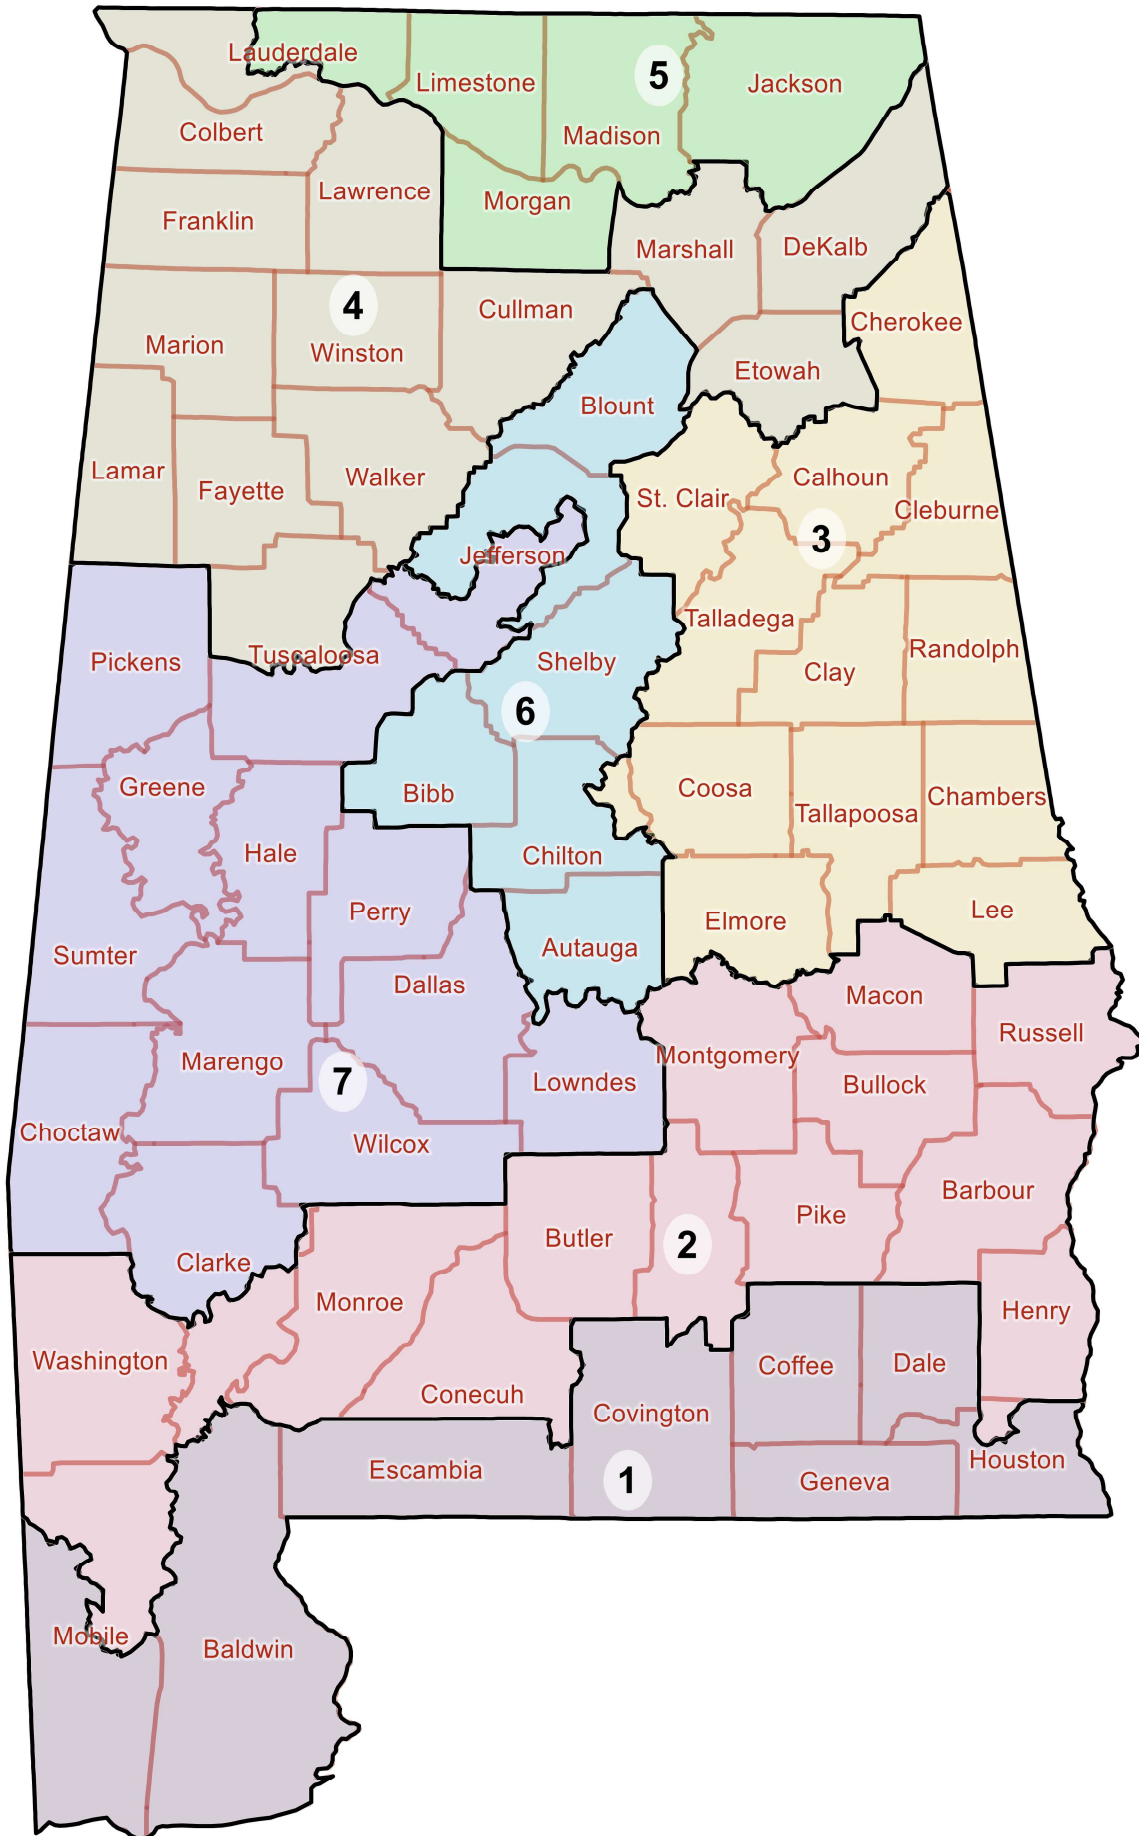 Lauderdale
Limestone
5
Jackson
Colbert
Madison
Lawrence
Morgan
Franklin
Marshall
DeKalb
4
Cullman
Cherokee
Marion
Winston
Etowah
Blount
Lamar
Fayette
Walker
St. Clair
Calhoun
Cleburne
3
Jefferson
Talladega
Randolph
Pickens
Tuscaloosa
Shelby
Clay
6
Greene
Bibb
Coosa
Chambers
Tallapoosa
Hale
Chilton
Perry
Elmore
Lee
Sumter
Autauga
Dallas
Macon
Russell
Marengo
7
Lowndes
Montgomery
Bullock
Choctaw
Wilcox
Barbour
Pike
Butler
2
Clarke
Monroe
Henry
Washington
Conecuh
Coffee
Dale
Covington
Escambia
1
Geneva
Houston
Mobile
Baldwin